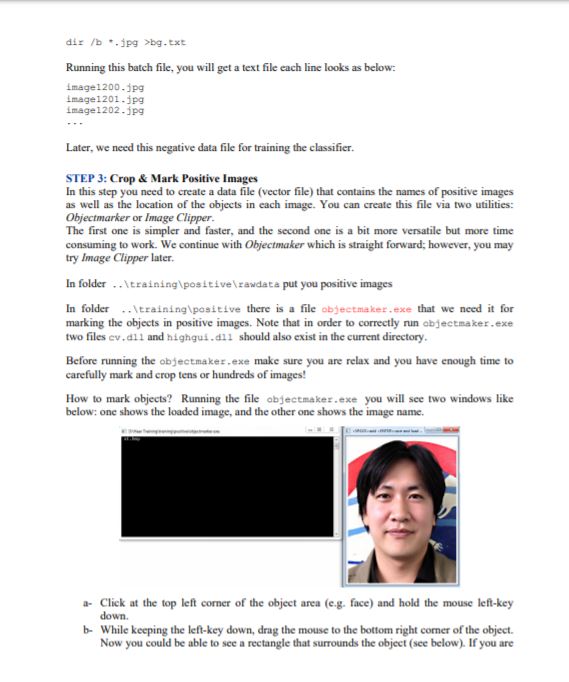 dir /b *.jpg >bg.txt
Running this batch file, you will get a text file each line looks as below:
image1200.jpg
image1201.jpg
image1202.jpg
...
Later, we need this negative data file for training the classifier.
STEP 3: Crop & Mark Positive Images
In this step you need to create a data file (vector file) that contains the names of positive images
as well as the location of the objects in each image. You can create this file via two utilities:
Objectmarker or Image Clipper.
The first one is simpler and faster, and the second one is a bit more versatile but more time
consuming to work. We continue with Objectmaker which is straight forward; however, you may
try Image Clipper later.
In folder ..\training\positive\rawdata put you positive images
In folder ..\training\positive there is a file objectmaker.exe that we need it for
marking the objects in positive images. Note that in order to correctly run objectmaker.exe
two files cv.dll and highgui.dll should also exist in the current directory.
Before running the objectmaker.exe make sure you are relax and you have enough time to
carefully mark and crop tens or hundreds of images!
How to mark objects? Running the file objectmaker.exe you will see two windows like
below: one shows the loaded image, and the other one shows the image name.
a- Click at the top left corner of the object area (e.g. face) and hold the mouse left-key
down.
b- While keeping the left-key down, drag the mouse to the bottom right corner of the object.
Now you could be able to see a rectangle that surrounds the object (see below). If you are